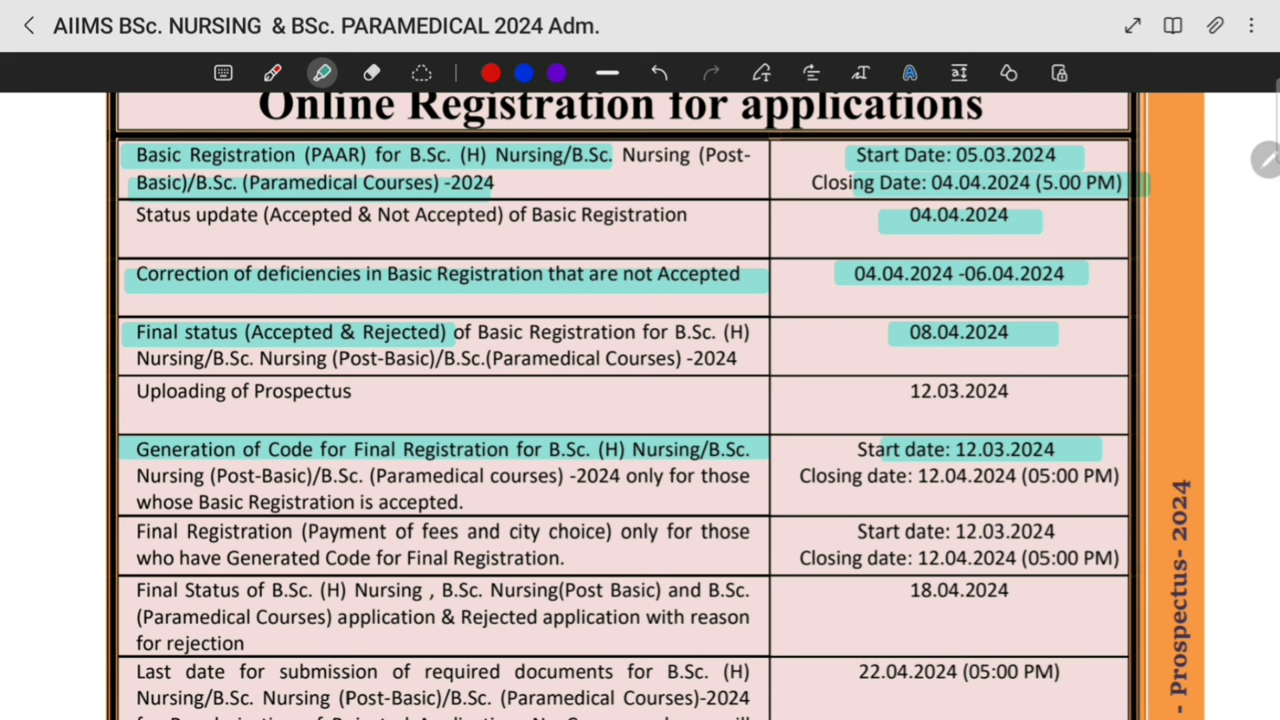 AIIMS BSc. NURSING & BSc. PARAMEDICAL 2024 Adm.
Online Registration for applications
Basic Registration (PAAR) for B.Sc. (H) Nursing/B.Sc. Nursing (Post-
Basic)/B.Sc. (Paramedical Courses) -2024
Start Date: 05.03.2024
Closing Date: 04.04.2024 (5.00 PM)
Status update (Accepted & Not Accepted) of Basic Registration
04.04.2024
Correction of deficiencies in Basic Registration that are not Accepted
04.04.2024 -06.04.2024
Final status (Accepted & Rejected) of Basic Registration for B.Sc. (H)
Nursing/B.Sc. Nursing (Post-Basic)/B.Sc.(Paramedical Courses) -2024
08.04.2024
Uploading of Prospectus
12.03.2024
Generation of Code for Final Registration for B.Sc. (H) Nursing/B.Sc.
Nursing (Post-Basic)/B.Sc. (Paramedical courses) -2024 only for those
whose Basic Registration is accepted.
Start date: 12.03.2024
Closing date: 12.04.2024 (05:00 PM)
Final Registration (Payment of fees and city choice) only for those
who have Generated Code for Final Registration.
Start date: 12.03.2024
Closing date: 12.04.2024 (05:00 PM)
Final Status of B.Sc. (H) Nursing , B.Sc. Nursing(Post Basic) and B.Sc.
(Paramedical Courses) application & Rejected application with reason
for rejection
18.04.2024
Last date for submission of required documents for B.Sc. (H)
Nursing/B.Sc. Nursing (Post-Basic)/B.Sc. (Paramedical Courses)-2024
22.04.2024 (05:00 PM)
- Prospectus- 2024